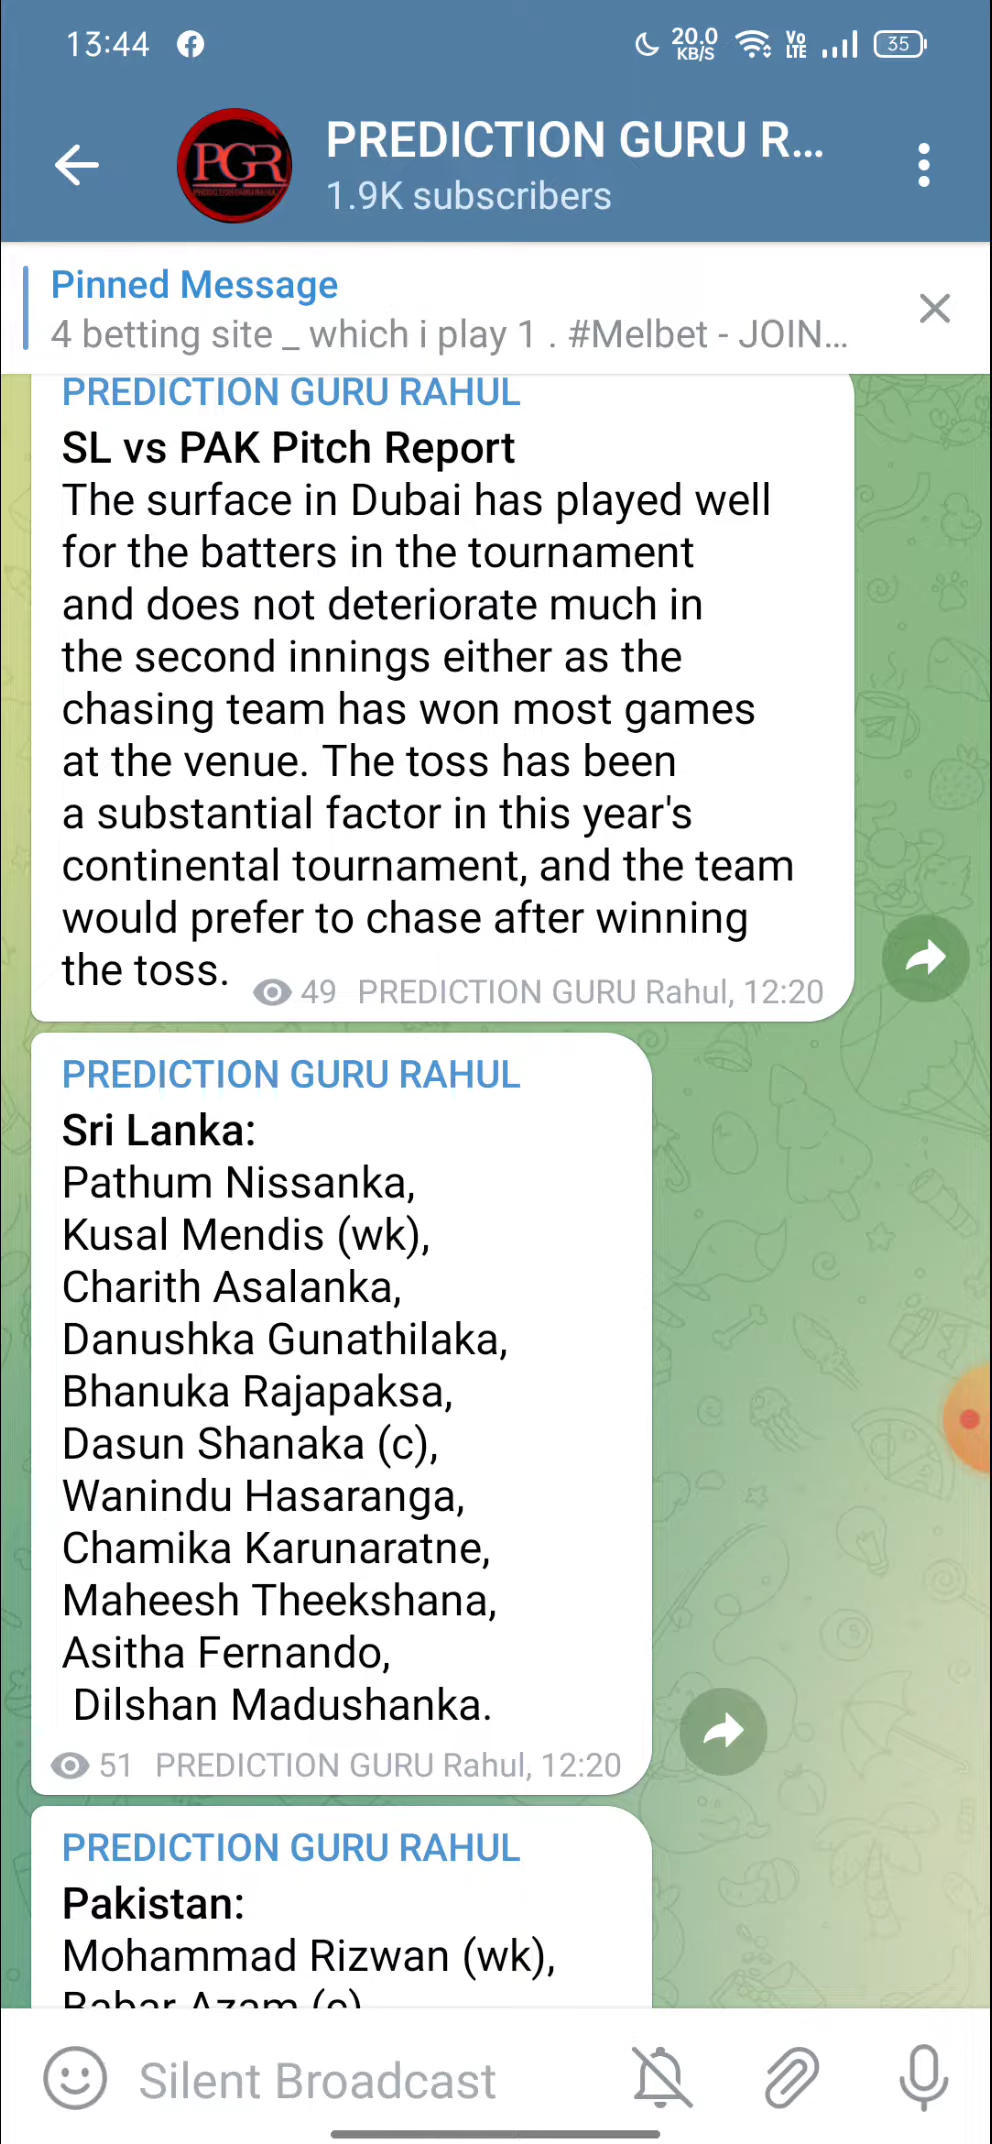 13:44
20.0
KB/S
Vo
LTE
35
PGR
PREDICTION GURU R...
1.9K subscribers
Pinned Message
4 betting site _ which i play 1 . #Melbet - JOIN...
PREDICTION GURU RAHUL
SL vs PAK Pitch Report
The surface in Dubai has played well
for the batters in the tournament
and does not deteriorate much in
the second innings either as the
chasing team has won most games
at the venue. The toss has been
a substantial factor in this year's
continental tournament, and the team
would prefer to chase after winning
the toss.
49 PREDICTION GURU Rahul, 12:20
PREDICTION GURU RAHUL
Sri Lanka:
Pathum Nissanka,
Kusal Mendis (wk),
Charith Asalanka,
Danushka Gunathilaka,
Bhanuka Rajapaksa,
Dasun Shanaka (c),
Wanindu Hasaranga,
Chamika Karunaratne,
Maheesh Theekshana,
Asitha Fernando,
Dilshan Madushanka.
51 PREDICTION GURU Rahul, 12:20
PREDICTION GURU RAHUL
Pakistan:
Mohammad Rizwan (wk),
Babar Azam (c)
Silent Broadcast